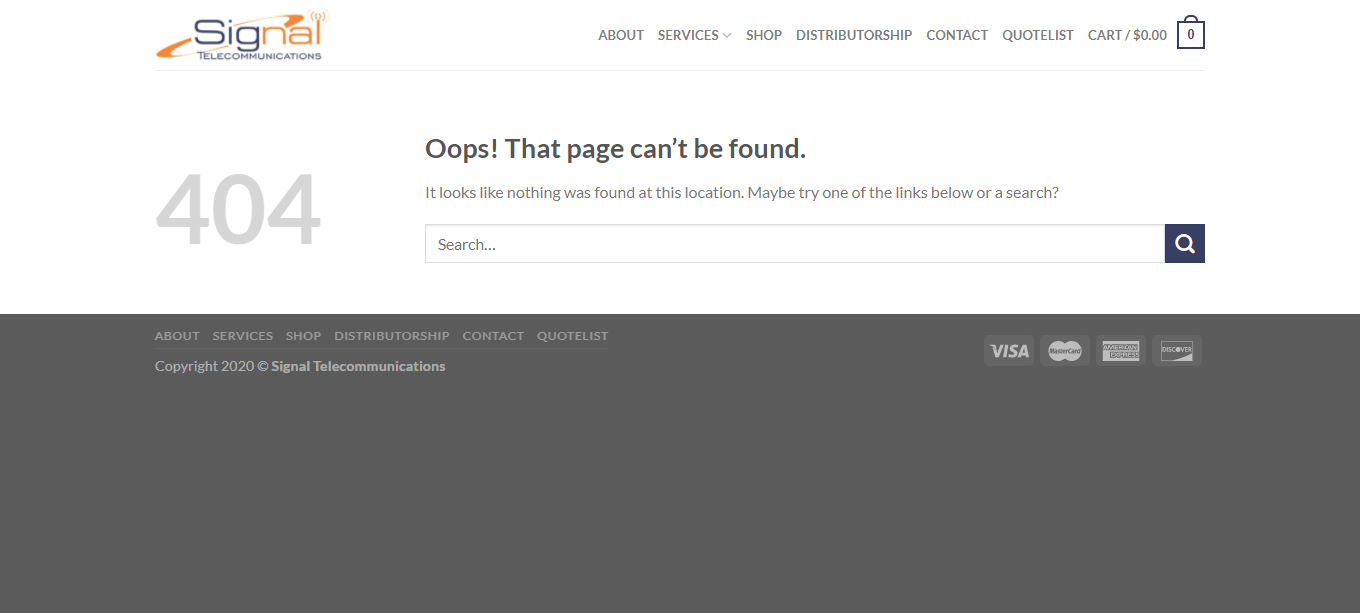 Signal
TELECOMMUNICATIONS
ABOUT SERVICES SHOP DISTRIBUTORSHIP CONTACT QUOTELIST CART / $0.00 0
404
Oops! That page can’t be found.
It looks like nothing was found at this location. Maybe try one of the links below or a search?
Search…
ABOUT SERVICES SHOP DISTRIBUTORSHIP CONTACT QUOTELIST
Copyright 2020 © Signal Telecommunications
VISA MasterCard AMERICAN EXPRESS DISCOVER